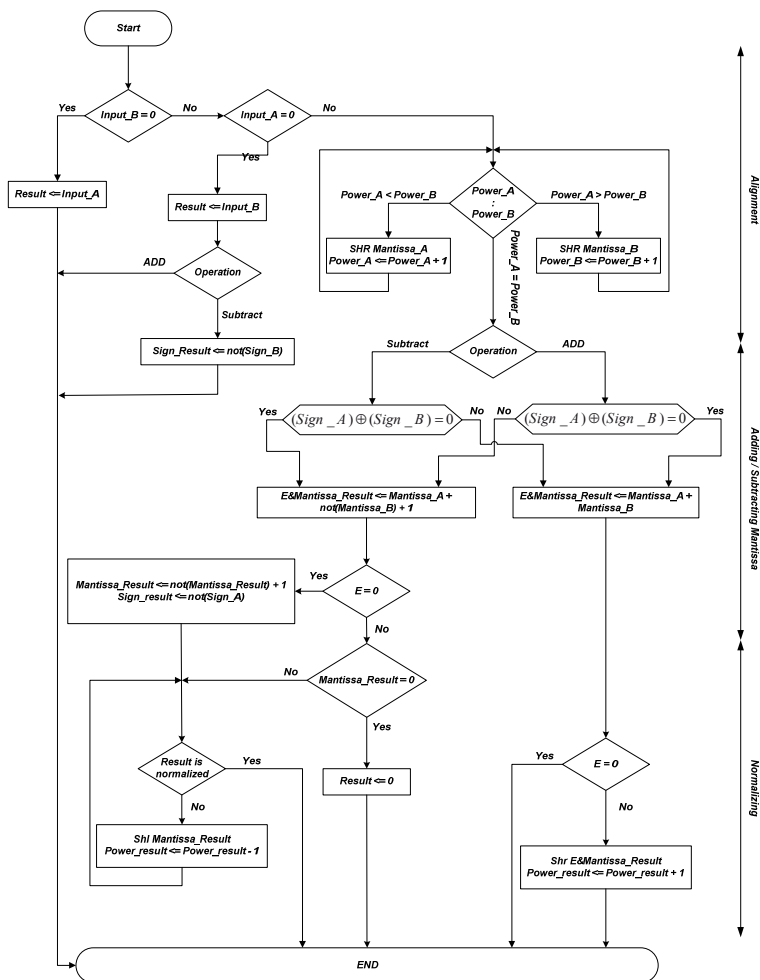 Start
Yes
Input_B = 0
No
Input_A = 0
No
Yes
Result <= Input_A
Result <= Input_B
ADD
Operation
Subtract
Sign_Result <= not(Sign_B)
Power_A < Power_B
Power_A
:
Power_B
Power_A > Power_B
SHR Mantissa_A
Power_A <= Power_A + 1
SHR Mantissa_B
Power_B <= Power_B + 1
Power_A = Power_B
Alignment
Subtract
Operation
ADD
Yes
(Sign _ A) ⊕ (Sign _ B) = 0
No
No
(Sign _ A) ⊕ (Sign _ B) = 0
Yes
E&Mantissa_Result <= Mantissa_A +
not(Mantissa_B) + 1
E&Mantissa_Result <= Mantissa_A +
Mantissa_B
Adding / Subtracting Mantissa
Mantissa_Result <= not(Mantissa_Result) + 1
Sign_result <= not(Sign_A)
Yes
E = 0
No
No
Mantissa_Result = 0
Yes
Result is
normalized
Yes
No
Result <= 0
Shl Mantissa_Result
Power_result <= Power_result - 1
Yes
E = 0
No
Shr E&Mantissa_Result
Power_result <= Power_result + 1
Normalizing
END